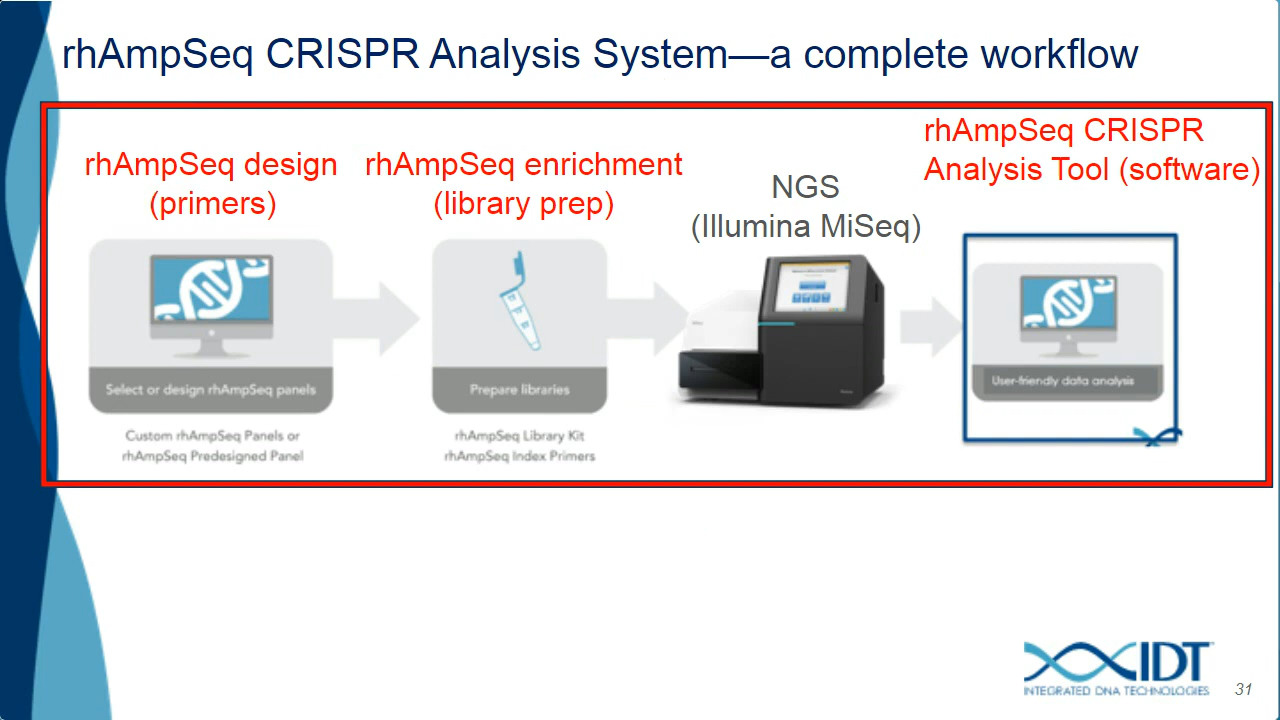 rhAmpSeq CRISPR Analysis System—a complete workflow
rhAmpSeq design
(primers)
rhAmpSeq enrichment
(library prep)
NGS
(Illumina MiSeq)
rhAmpSeq CRISPR
Analysis Tool (software)
Select or design rhAmpSeq panels
Prepare libraries
User-friendly data analysis
Custom rhAmpSeq Panels or
rhAmpSeq Predesigned Panel
rhAmpSeq Library Kit
rhAmpSeq Index Primers
IDT
INTEGRATED DNA TECHNOLOGIES
31